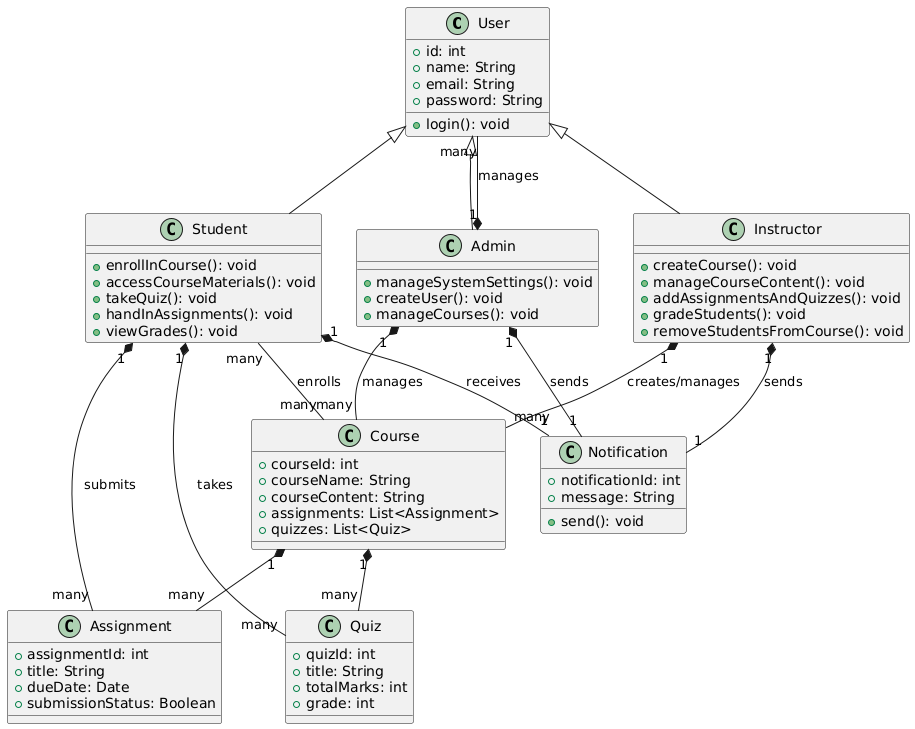 C User
id: int
name: String
email: String
password: String
login(): void
many
manages
1
C Student
enrollInCourse(): void
accessCourseMaterials(): void
takeQuiz(): void
handInAssignments(): void
viewGrades(): void
C Admin
manageSystemSettings(): void
createUser(): void
manageCourses(): void
C Instructor
createCourse(): void
manageCourseContent(): void
addAssignmentsAndQuizzes(): void
gradeStudents(): void
removeStudentsFromCourse(): void
1
1
many
1
1
1
1
1
enrolls
manages
receives
sends
creates/manages
sends
many
many
many
1
1
1
C Course
courseId: int
courseName: String
courseContent: String
assignments: List<Assignment>
quizzes: List<Quiz>
C Notification
notificationId: int
message: String
send(): void
submits
takes
1
1
many
many
many
many
C Assignment
assignmentId: int
title: String
dueDate: Date
submissionStatus: Boolean
C Quiz
quizId: int
title: String
totalMarks: int
grade: int